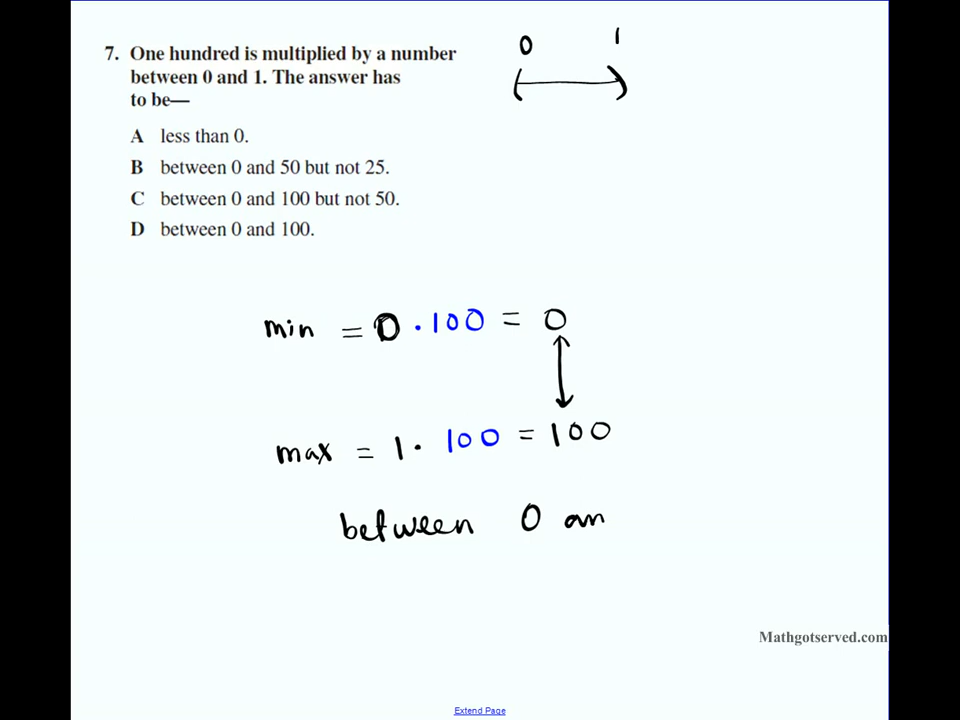 7. One hundred is multiplied by a number
between 0 and 1. The answer has
to be—
A less than 0.
B between 0 and 50 but not 25.
C between 0 and 100 but not 50.
D between 0 and 100.
0 1
min = 0 · 100 = 0
max = 1 · 100 = 100
between 0 an
Mathgotserved.com
Extend Page